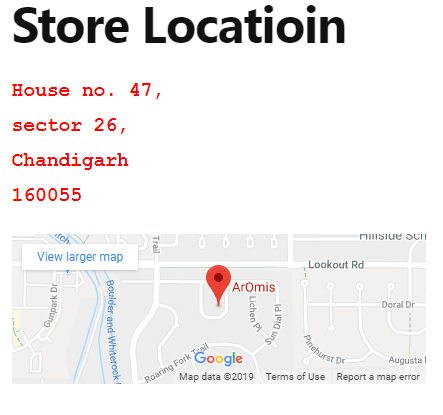 Store Locatioin
House no. 47,
sector 26,
Chandigarh
160055
View larger map
Trail
Hillside Sch
Lookout Rd
Gunpark Dr
Boulder and Whiterock
ArOmis
Lichen Pl
Sun Dial Pl
Doral Dr
Pinehurst Dr
Roaring Fork Trail
Augusta
Google
Map data ©2019 Terms of Use Report a map error